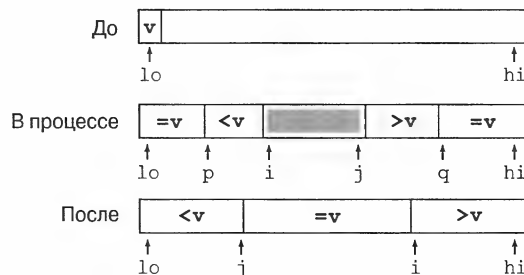 До v
lo hi
В процессе =v <v >v =v
lo p i j q hi
После <v =v >v
lo j i hi